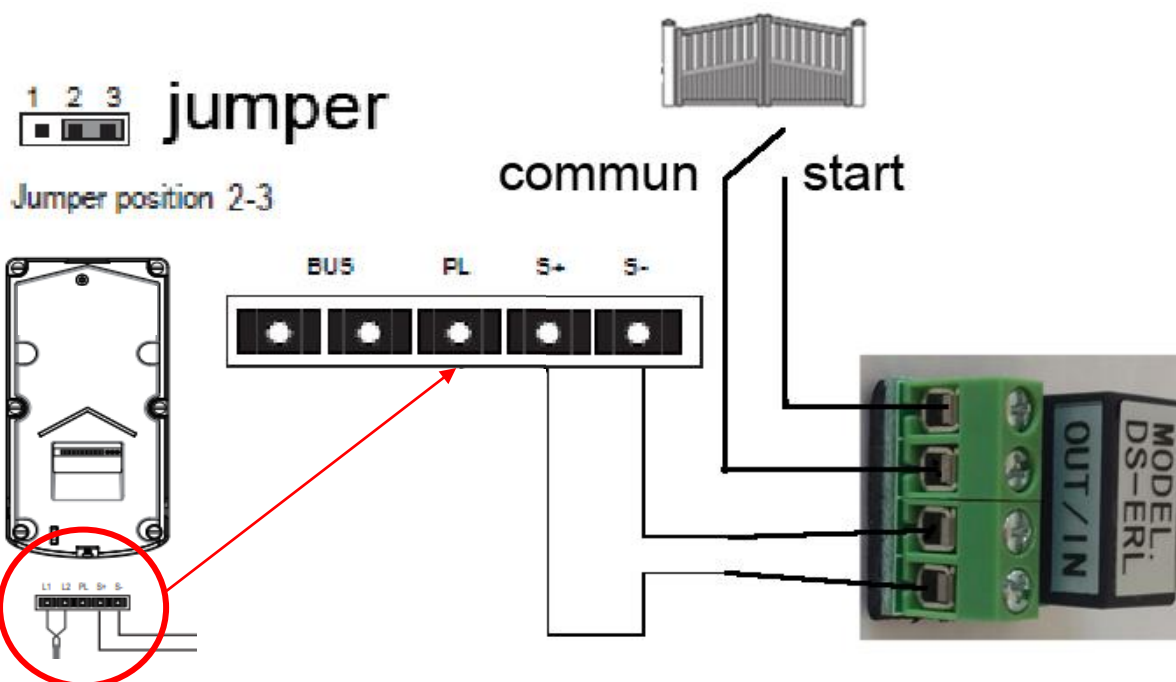 1 2 3
jumper
Jumper position 2-3
commun
start
BUS PL S+ S-
L1 L2 PL S+ S-
MODEL.
DS-ERi
OUT/IN